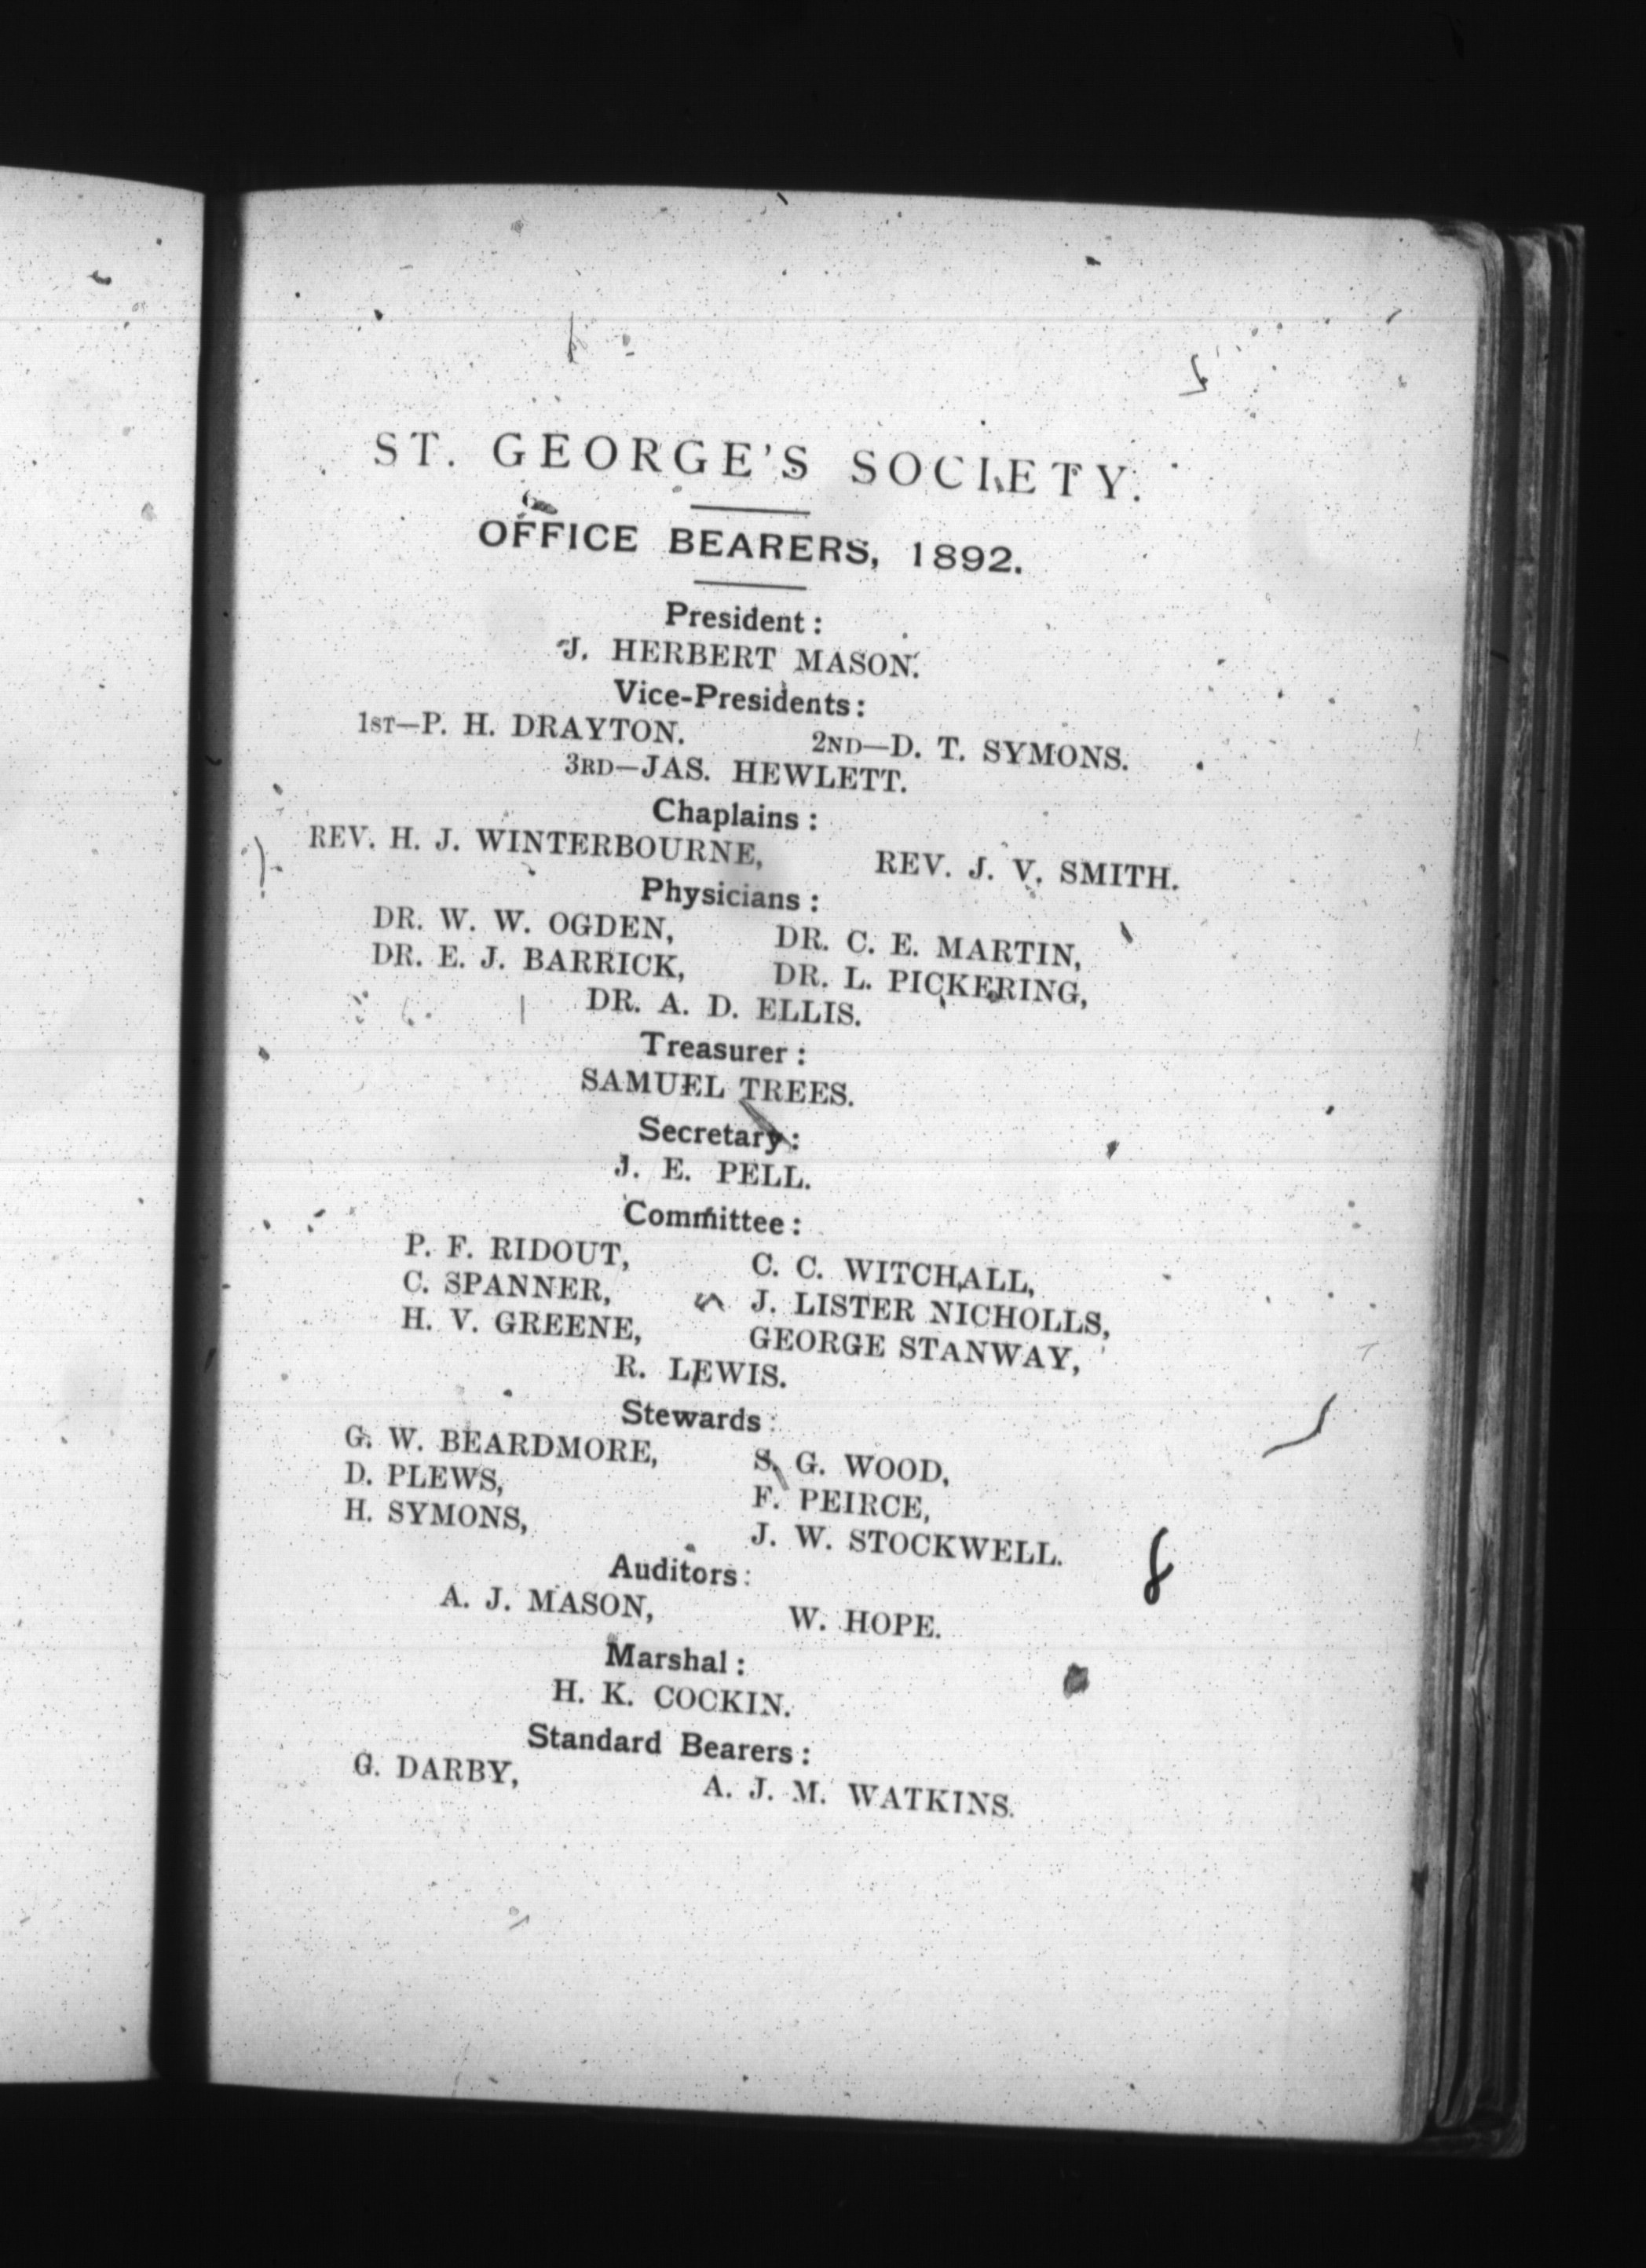 ST. GEORGE'S SOCIETY.
OFFICE BEARERS, 1892.
President:
J. HERBERT MASON.
Vice-Presidents:
1ST—P. H. DRAYTON. 2ND—D. T. SYMONS.
3RD—JAS. HEWLETT.
Chaplains:
REV. H. J. WINTERBOURNE, REV. J. V. SMITH.
Physicians:
DR. W. W. OGDEN, DR. C. E. MARTIN,
DR. E. J. BARRICK, DR. L. PICKERING,
DR. A. D. ELLIS.
Treasurer:
SAMUEL TREES.
Secretary:
J. E. PELL.
Committee:
P. F. RIDOUT, C. C. WITCHALL,
C. SPANNER, J. LISTER NICHOLLS,
H. V. GREENE, GEORGE STANWAY,
R. LEWIS.
Stewards:
G. W. BEARDMORE, S. G. WOOD,
D. PLEWS, F. PEIRCE,
H. SYMONS, J. W. STOCKWELL.
Auditors:
A. J. MASON, W. HOPE.
Marshal:
H. K. COCKIN.
Standard Bearers:
G. DARBY, A. J. M. WATKINS.